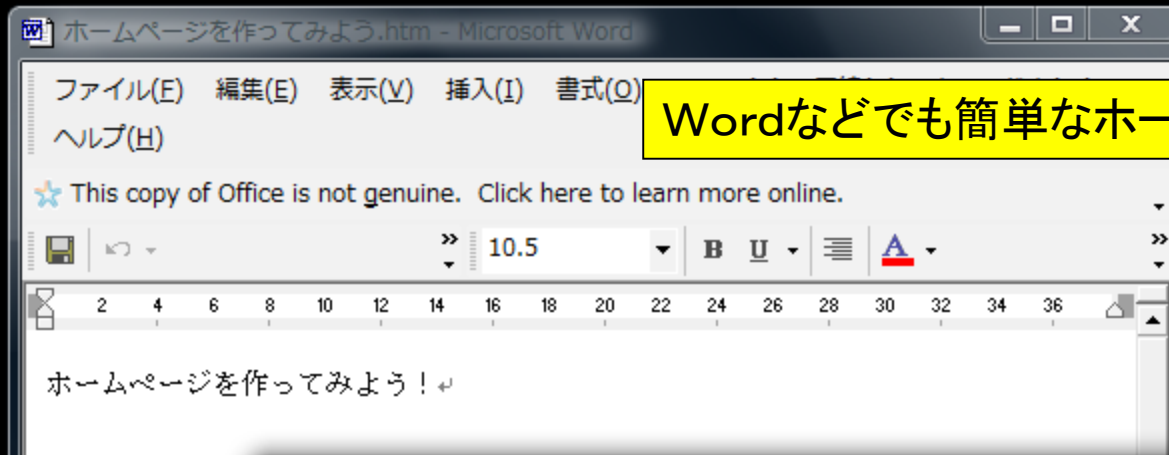 ホームページを作ってみよう.htm - Microsoft Word
ファイル(F) 編集(E) 表示(V) 挿入(I) 書式(O)
Wordなどでも簡単なホー
ヘルプ(H)
This copy of Office is not genuine. Click here to learn more online.
10.5 B U A
2 4 6 8 10 12 14 16 18 20 22 24 26 28 30 32 34 36
ホームページを作ってみよう!